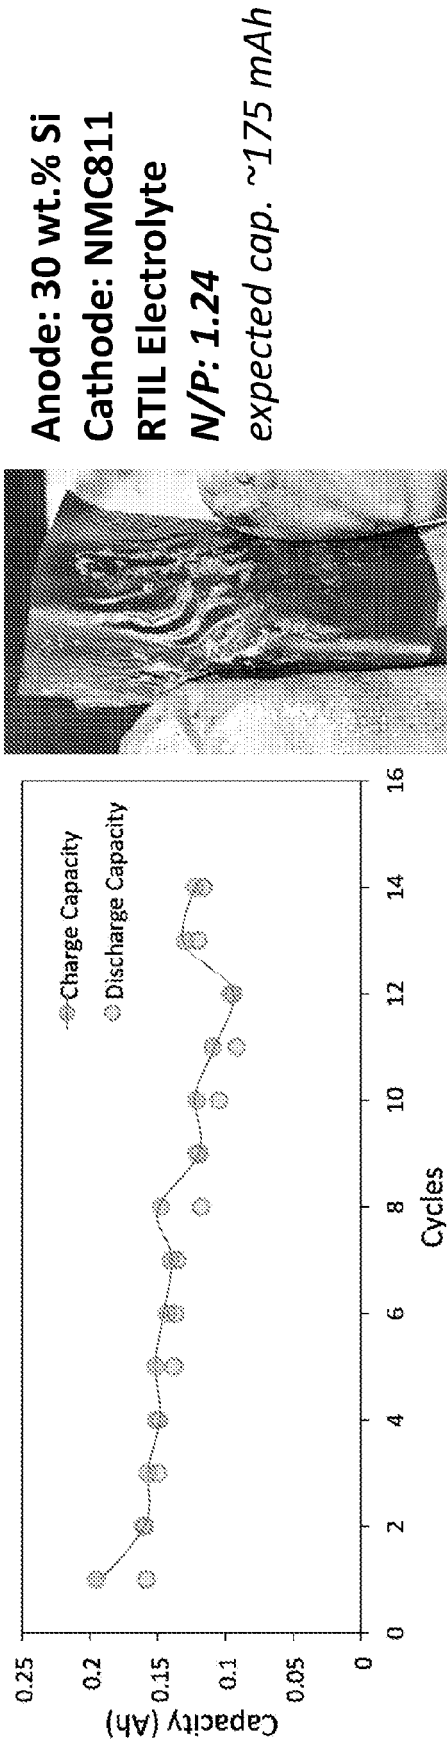 0.25
0.2
0.15
0.1
0.05
0
Capacity (Ah)
Charge Capacity
Discharge Capacity
0
2
4
6
8
10
12
14
16
Cycles
Anode: 30 wt.% Si
Cathode: NMC811
RTIL Electrolyte
N/P: 1.24
expected cap. ~175 mAh